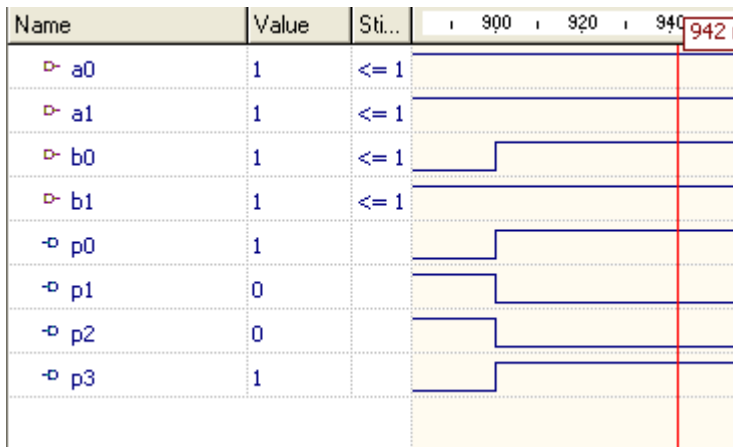 Name Value Sti... 900 920 940 942
a0 1 <= 1
a1 1 <= 1
b0 1 <= 1
b1 1 <= 1
p0 1
p1 0
p2 0
p3 1